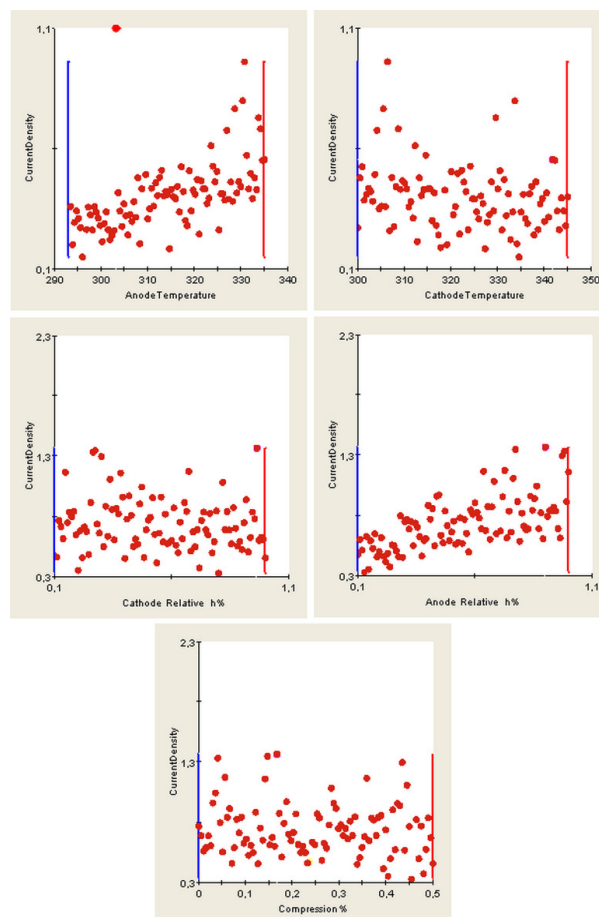 1,1
CurrentDensity
0,1
290 300 310 320 330 340
AnodeTemperature
1,1
CurrentDensity
0,1
300 310 320 330 340 350
CathodeTemperature
2,3
CurrentDensity
1,3
0,3
0,1 1,1
Cathode Relative h%
2,3
CurrentDensity
1,3
0,3
0,1 1,1
Anode Relative h%
2,3
CurrentDensity
1,3
0,3
0 0,1 0,2 0,3 0,4 0,5
Compression %